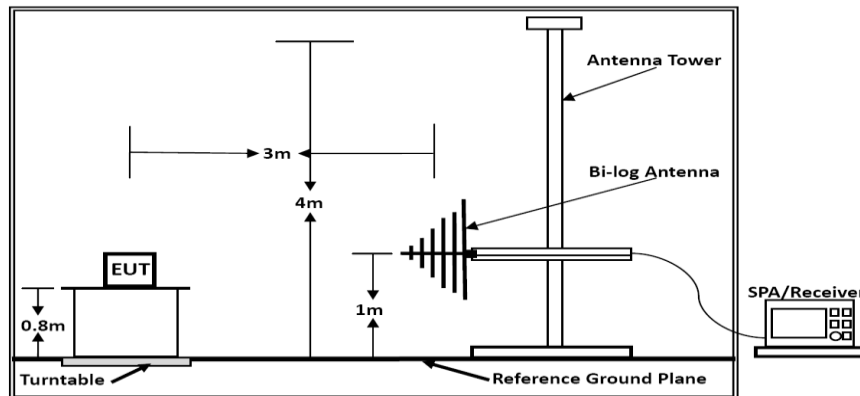 Antenna Tower
3m
Bi-log Antenna
4m
EUT
1m
SPA/Receiver
0.8m
Turntable
Reference Ground Plane